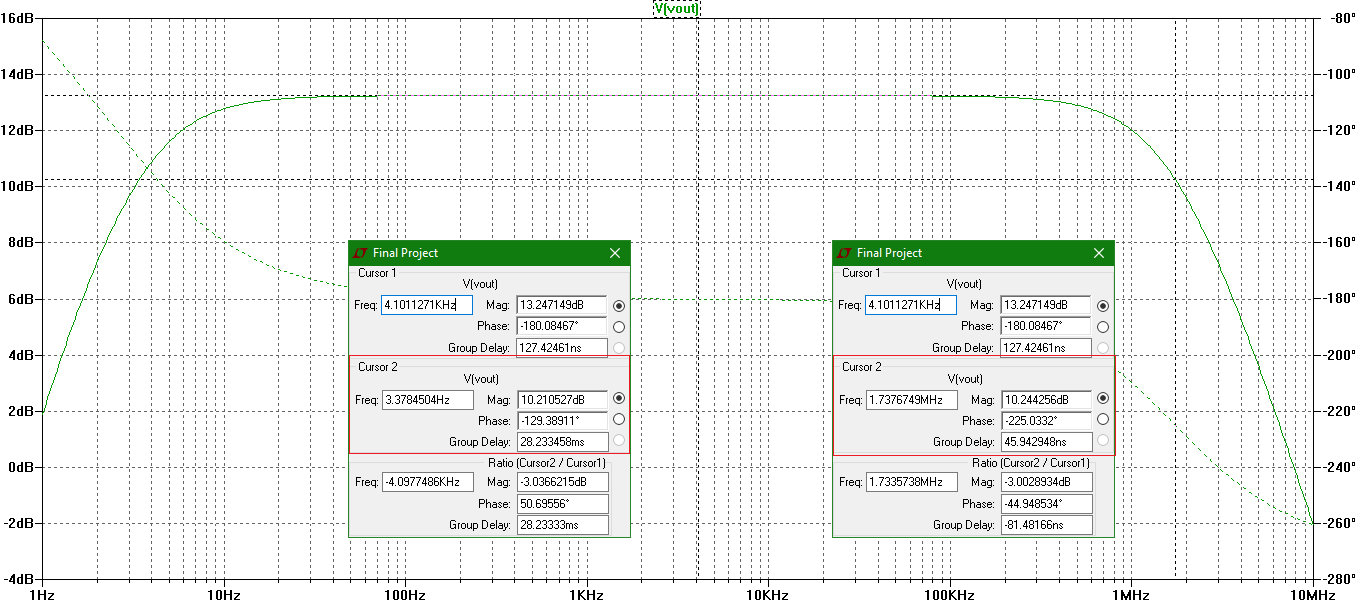 V(vout)
16dB
14dB
12dB
10dB
8dB
6dB
4dB
2dB
0dB
-2dB
-4dB
-80°
-100°
-120°
-140°
-160°
-180°
-200°
-220°
-240°
-260°
-280°
1Hz 10Hz 100Hz 1KHz 10KHz 100KHz 1MHz 10MHz
Final Project
Cursor 1
V(vout)
Freq: 4.1011271KHz Mag: 13.247149dB
Phase: -180.08467°
Group Delay: 127.42461ns
Cursor 2
V(vout)
Freq: 3.3784504Hz Mag: 10.210527dB
Phase: -129.38911°
Group Delay: 28.233458ms
Ratio (Cursor2 / Cursor1)
Freq: -4.0977486KHz Mag: -3.0366215dB
Phase: 50.69556°
Group Delay: 28.23333ms
Final Project
Cursor 1
V(vout)
Freq: 4.1011271KHz Mag: 13.247149dB
Phase: -180.08467°
Group Delay: 127.42461ns
Cursor 2
V(vout)
Freq: 1.7376749MHz Mag: 10.244256dB
Phase: -225.0332°
Group Delay: 45.942948ns
Ratio (Cursor2 / Cursor1)
Freq: 1.7335738MHz Mag: -3.0028934dB
Phase: -44.948534°
Group Delay: -81.48166ns